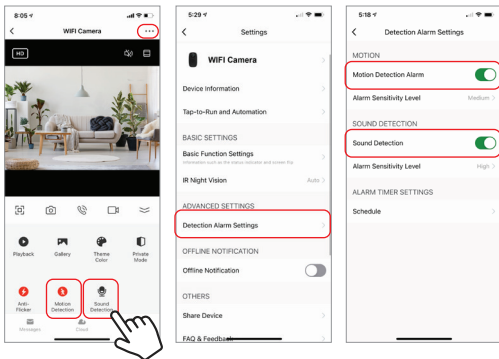 8:05
WIFI Camera
HD
Playback
Gallery
Theme
Color
Private
Mode
Anti-
Flicker
Motion
Detection
Sound
Detection
Messages
Cloud
5:29
Settings
WIFI Camera
Device Information
Tap-to-Run and Automation
BASIC SETTINGS
Basic Function Settings
IR Night Vision
Auto
ADVANCED SETTINGS
Detection Alarm Settings
OFFLINE NOTIFICATION
Offline Notification
OTHERS
Share Device
FAQ & Feedback
5:18
Detection Alarm Settings
MOTION
Motion Detection Alarm
Alarm Sensitivity Level
Medium
SOUND DETECTION
Sound Detection
Alarm Sensitivity Level
High
ALARM TIMER SETTINGS
Schedule